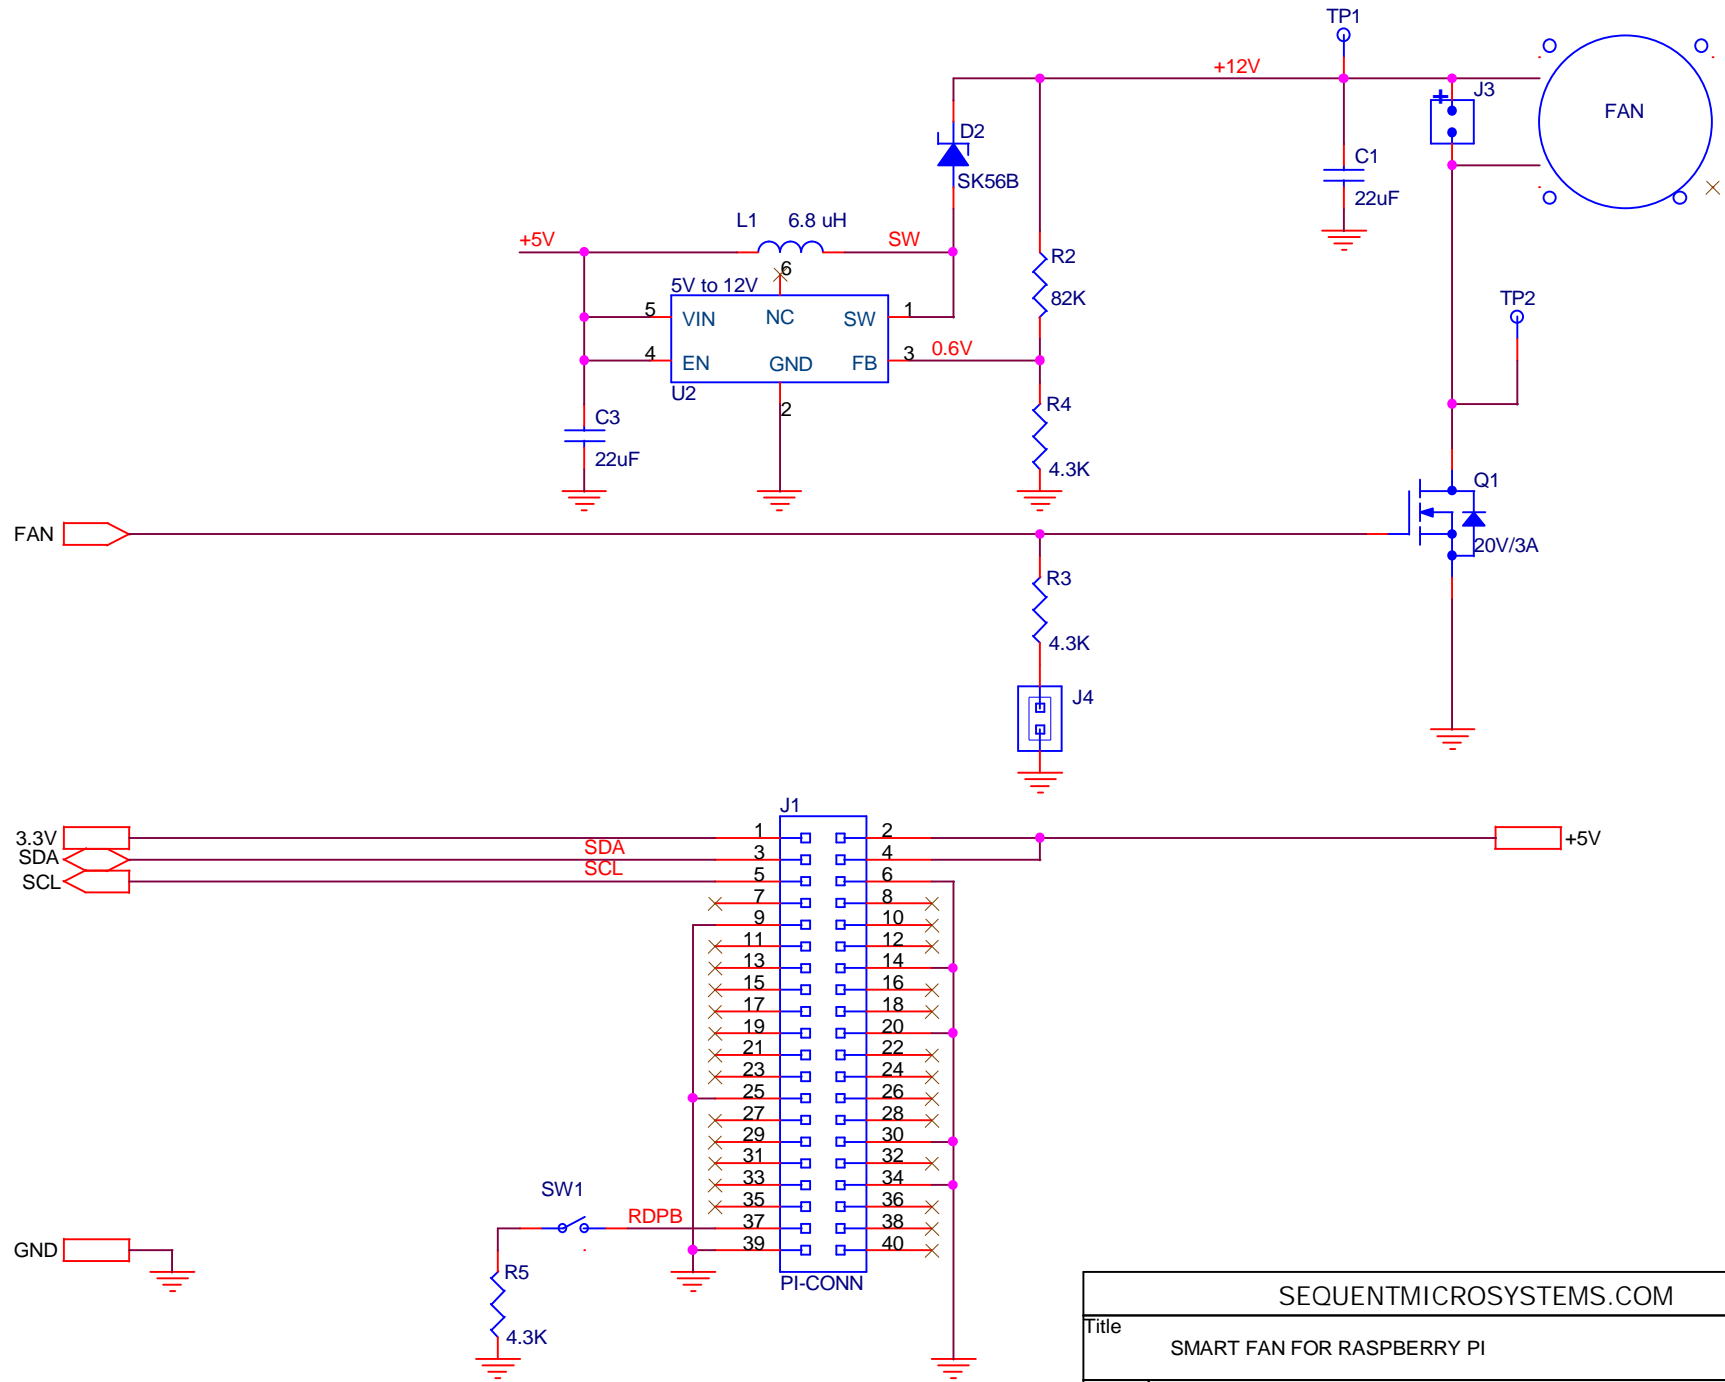 TP1
+12V
J3
FAN
D2
SK56B
C1
22uF
L1 6.8 uH
+5V
SW
6
R2
82K
5V to 12V
5 VIN NC SW 1
4 EN GND FB 3 0.6V
U2
2
TP2
C3
22uF
R4
4.3K
Q1
20V/3A
FAN
R3
4.3K
J4
J1
3.3V 1 2 +5V
SDA SDA 3 4
SCL SCL 5 6
7 8
9 10
11 12
13 14
15 16
17 18
19 20
21 22
23 24
25 26
27 28
29 30
31 32
33 34
SW1 35 36
RDPB 37 38
GND 39 40
R5
4.3K
PI-CONN
SEQUENTMICROSYSTEMS.COM
Title
SMART FAN FOR RASPBERRY PI